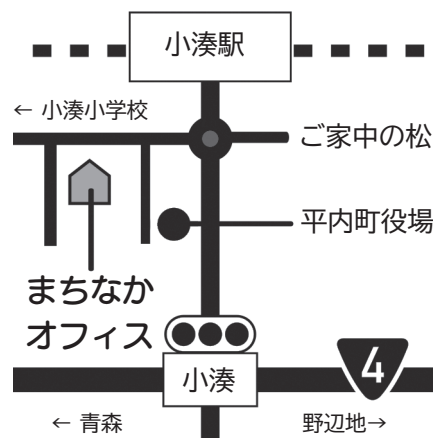 小湊駅
← 小湊小学校
ご家中の松
平内町役場
まちなか
オフィス
小湊
4
← 青森
野辺地→